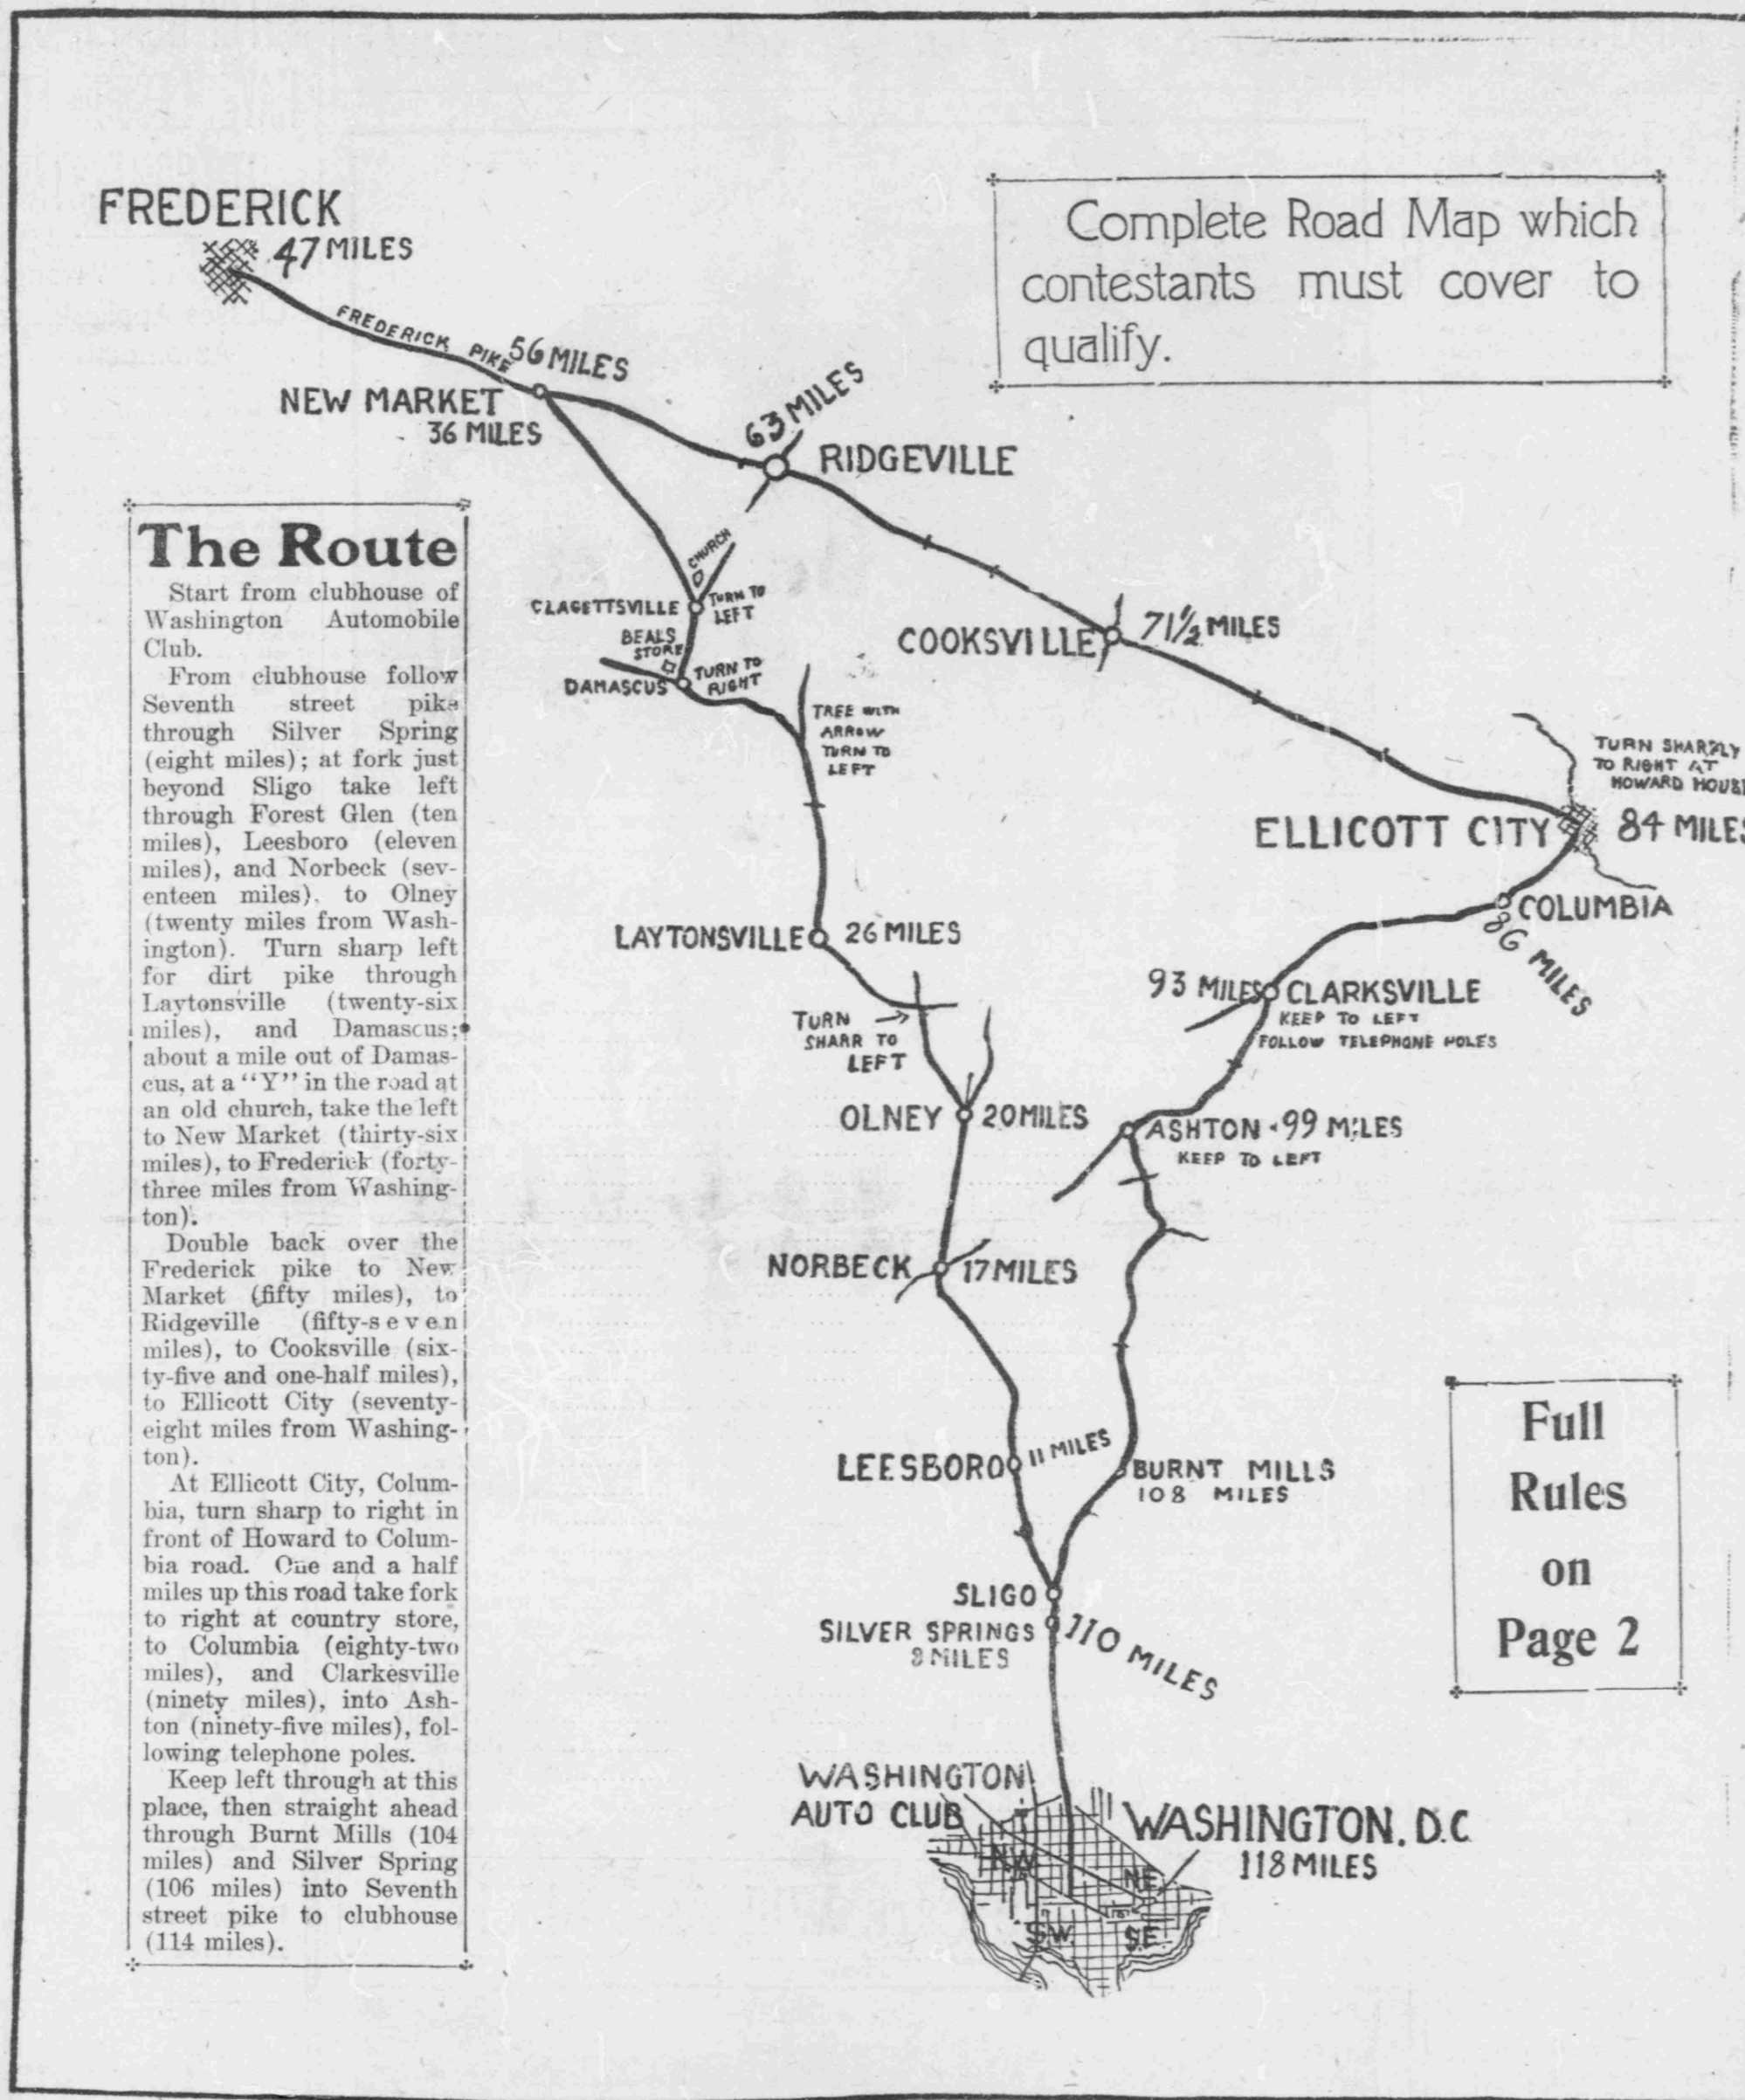 FREDERICK
47 MILES
FREDERICK PIKE
56 MILES
NEW MARKET
36 MILES
63 MILES
RIDGEVILLE
Complete Road Map which
contestants must cover to
qualify.
The Route
Start from clubhouse of
Washington Automobile
Club.
From clubhouse follow
Seventh street pike
through Silver Spring
(eight miles); at fork just
beyond Sligo take left
through Forest Glen (ten
miles), Leesboro (eleven
miles), and Norbeck (sev-
enteen miles), to Olney
(twenty miles from Wash-
ington). Turn sharp left
for dirt pike through
Laytonsville (twenty-six
miles), and Damascus;
about a mile out of Damas-
cus, at a "Y" in the road at
an old church, take the left
to New Market (thirty-six
miles), to Frederick (forty-
three miles from Washing-
ton).
Double back over the
Frederick pike to New
Market (fifty miles), to
Ridgeville (fifty-seven
miles), to Cooksville (six-
ty-five and one-half miles),
to Ellicott City (seventy-
eight miles from Washing-
ton).
At Ellicott City, Colum-
bia, turn sharp to right in
front of Howard to Colum-
bia road. One and a half
miles up this road take fork
to right at country store,
to Columbia (eighty-two
miles), and Clarkesville
(ninety miles), into Ash-
ton (ninety-five miles), fol-
lowing telephone poles.
Keep left through at this
place, then straight ahead
through Burnt Mills (104
miles) and Silver Spring
(106 miles) into Seventh
street pike to clubhouse
(114 miles).
CHURCH
CLAGETTSVILLE
TURN TO
LEFT
BEALS
STORE
DAMASCUS
TURN TO
RIGHT
TREE WITH
ARROW
TURN TO
LEFT
COOKSVILLE
71½ MILES
TURN SHARPLY
TO RIGHT AT
HOWARD HOUSE
ELLICOTT CITY
84 MILES
COLUMBIA
86 MILES
LAYTONSVILLE
26 MILES
93 MILES
CLARKSVILLE
KEEP TO LEFT
FOLLOW TELEPHONE POLES
TURN
SHARR TO
LEFT
OLNEY
20 MILES
ASHTON · 99 MILES
KEEP TO LEFT
NORBECK
17 MILES
LEESBORO
11 MILES
BURNT MILLS
108 MILES
SLIGO
SILVER SPRINGS
8 MILES
110 MILES
Full
Rules
on
Page 2
WASHINGTON
AUTO CLUB
WASHINGTON. D.C
118 MILES
N.W.
N.E.
S.W.
S.E.